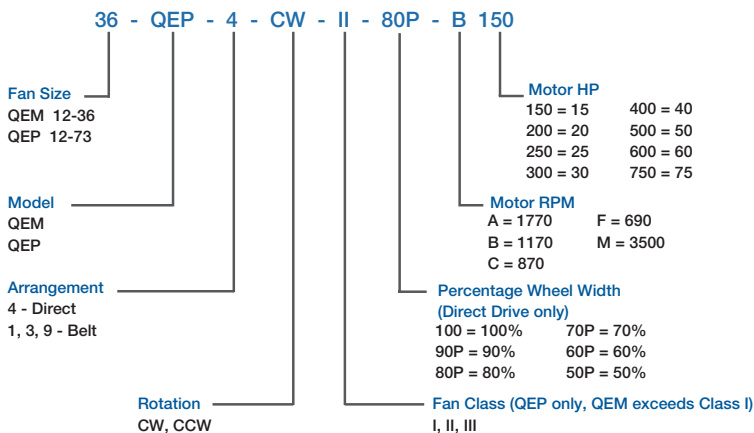 36 - QEP - 4 - CW - II - 80P - B 150
Fan Size
QEM 12-36
QEP 12-73
Motor HP
150 = 15 400 = 40
200 = 20 500 = 50
250 = 25 600 = 60
300 = 30 750 = 75
Model
QEM
QEP
Motor RPM
A = 1770 F = 690
B = 1170 M = 3500
C = 870
Arrangement
4 - Direct
1, 3, 9 - Belt
Percentage Wheel Width
(Direct Drive only)
100 = 100% 70P = 70%
90P = 90% 60P = 60%
80P = 80% 50P = 50%
Rotation
CW, CCW
Fan Class (QEP only, QEM exceeds Class I)
I, II, III